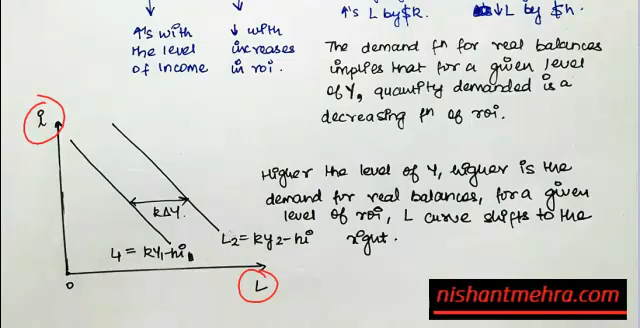 ↑'s with
the level
of income
↓ with
increases
in roi.
↑'s L by $k.
↓ L by $h.
The demand fn for real balances
implies that for a given level
of Y, quantity demanded is a
decreasing fn of roi.
i
kΔY.
L1 = kY1-hi
L2 = kY2-hi
0
L
Higher the level of Y, higher is the
demand for real balances, for a given
level of roi, L curve shifts to the
right.
nishantmehra.com